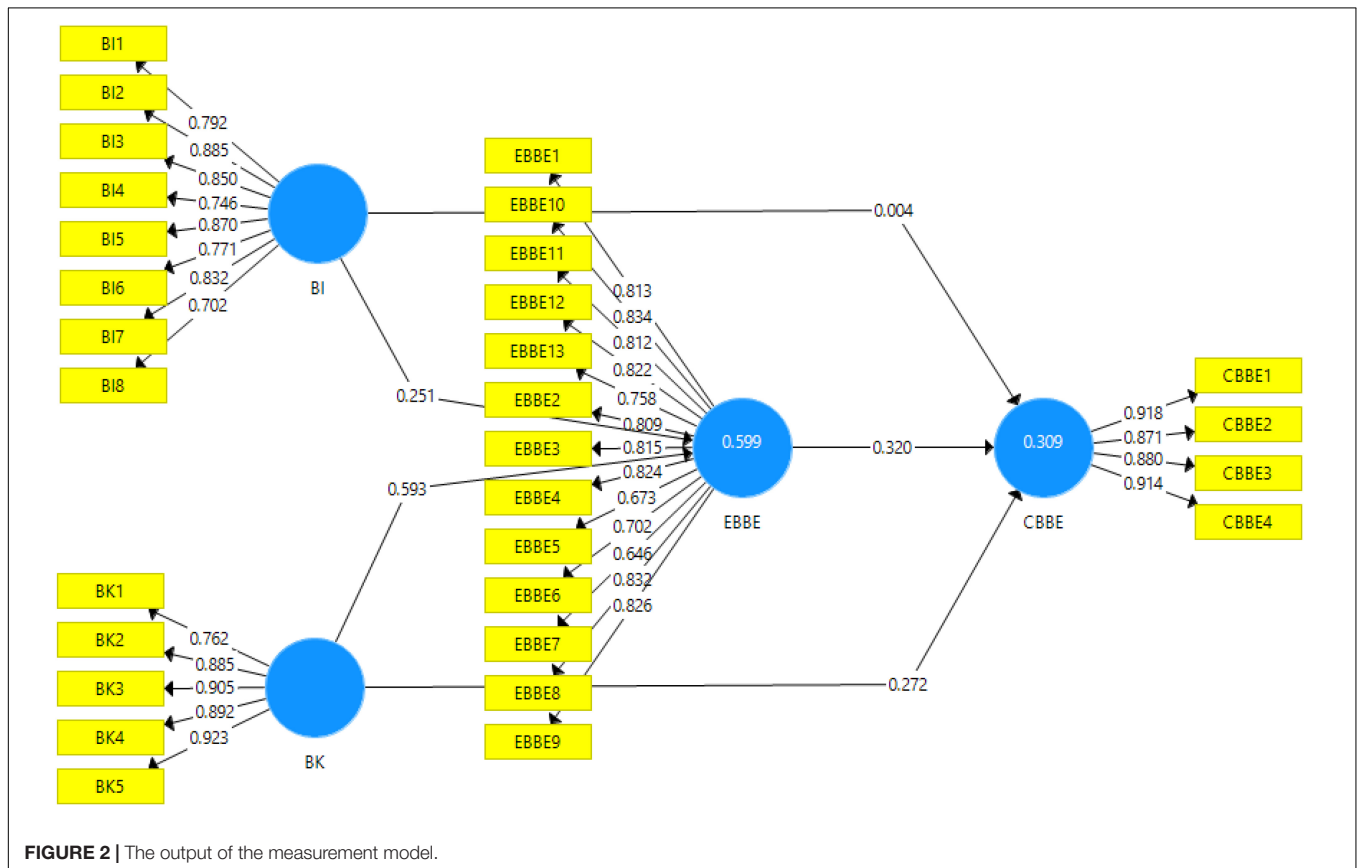 BI1
BI2
BI3
BI4
BI5
BI6
BI7
BI8
0.792
0.885
0.850
0.746
0.870
0.771
0.832
0.702
BI
BK1
BK2
BK3
BK4
BK5
0.762
0.885
0.905
0.892
0.923
BK
0.251
0.593
EBBE1
EBBE10
EBBE11
EBBE12
EBBE13
EBBE2
EBBE3
EBBE4
EBBE5
EBBE6
EBBE7
EBBE8
EBBE9
0.813
0.834
0.812
0.822
0.758
0.809
0.815
0.824
0.673
0.702
0.646
0.832
0.826
0.599
EBBE
0.004
0.320
0.272
0.309
CBBE
0.918
0.871
0.880
0.914
CBBE1
CBBE2
CBBE3
CBBE4
FIGURE 2 | The output of the measurement model.